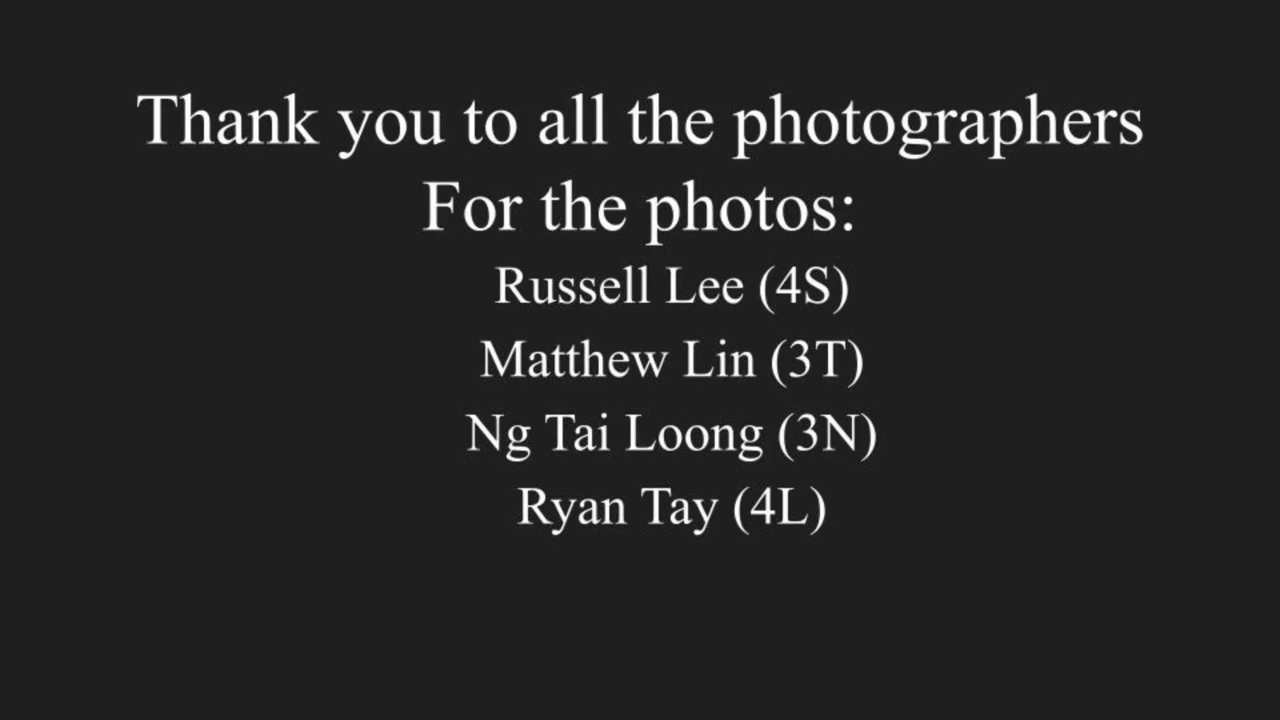 Thank you to all the photographers
For the photos:
Russell Lee (4S)
Matthew Lin (3T)
Ng Tai Loong (3N)
Ryan Tay (4L)